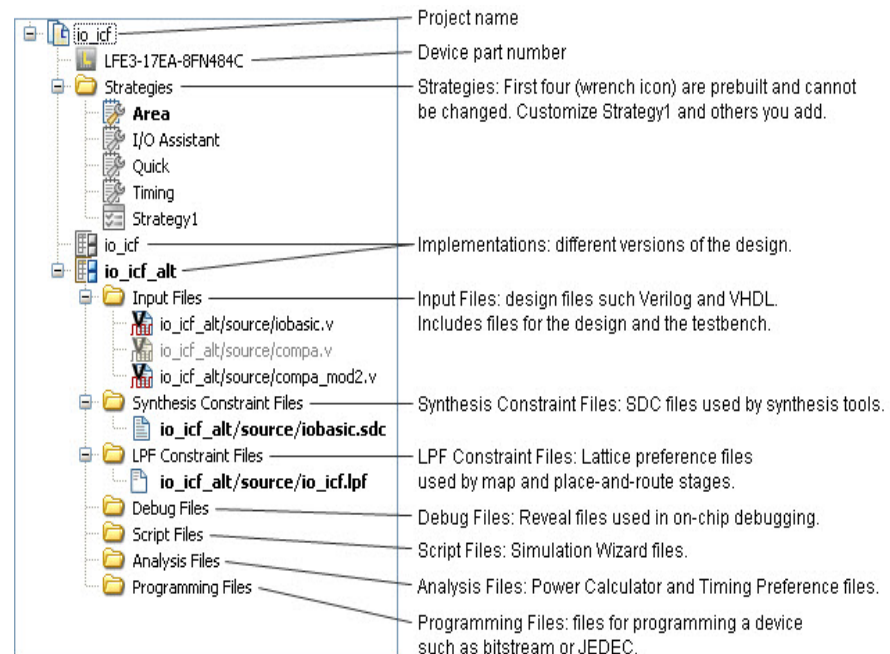 io_icf
Project name
LFE3-17EA-8FN484C
Device part number
Strategies
Strategies: First four (wrench icon) are prebuilt and cannot
be changed. Customize Strategy1 and others you add.
Area
I/O Assistant
Quick
Timing
Strategy1
io_icf
Implementations: different versions of the design.
io_icf_alt
Input Files
Input Files: design files such Verilog and VHDL.
Includes files for the design and the testbench.
io_icf_alt/source/iobasic.v
io_icf_alt/source/compa.v
io_icf_alt/source/compa_mod2.v
Synthesis Constraint Files
Synthesis Constraint Files: SDC files used by synthesis tools.
io_icf_alt/source/iobasic.sdc
LPF Constraint Files
LPF Constraint Files: Lattice preference files
used by map and place-and-route stages.
io_icf_alt/source/io_icf.lpf
Debug Files
Debug Files: Reveal files used in on-chip debugging.
Script Files
Script Files: Simulation Wizard files.
Analysis Files
Analysis Files: Power Calculator and Timing Preference files.
Programming Files
Programming Files: files for programming a device
such as bitstream or JEDEC.